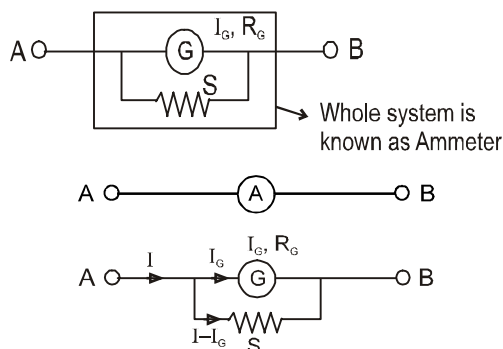 I_G, R_G
A G B
S
Whole system is
known as Ammeter
A A B
I I_G I_G, R_G
A G B
I–I_G S